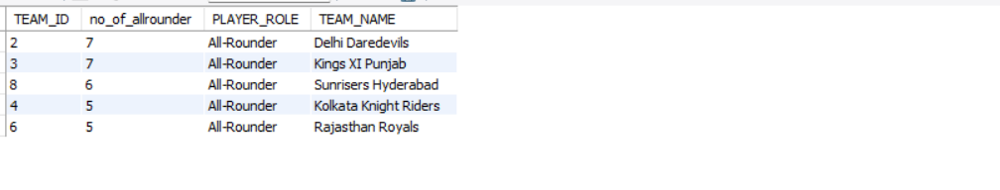 TEAM_ID no_of_allrounder PLAYER_ROLE TEAM_NAME
2 7 All-Rounder Delhi Daredevils
3 7 All-Rounder Kings XI Punjab
8 6 All-Rounder Sunrisers Hyderabad
4 5 All-Rounder Kolkata Knight Riders
6 5 All-Rounder Rajasthan Royals